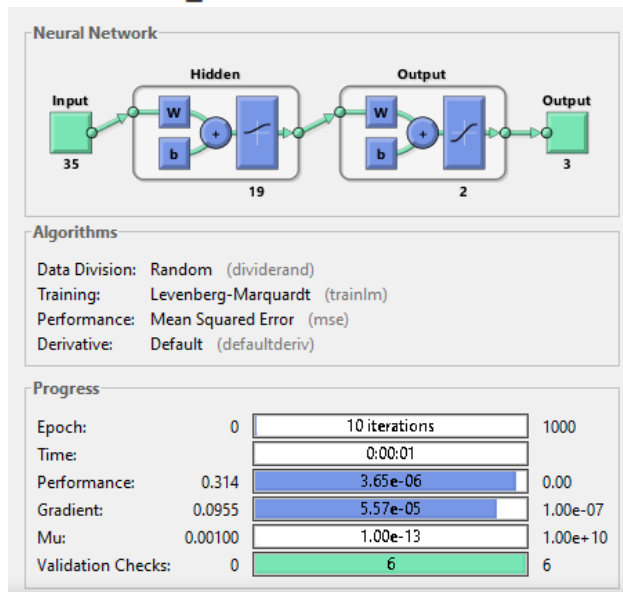 Neural Network
Hidden Output
Input Output
W W
+ +
b b
35 3
19 2
Algorithms
Data Division: Random (dividerand)
Training: Levenberg-Marquardt (trainlm)
Performance: Mean Squared Error (mse)
Derivative: Default (defaultderiv)
Progress
Epoch: 0 10 iterations 1000
Time: 0:00:01
Performance: 0.314 3.65e-06 0.00
Gradient: 0.0955 5.57e-05 1.00e-07
Mu: 0.00100 1.00e-13 1.00e+10
Validation Checks: 0 6 6